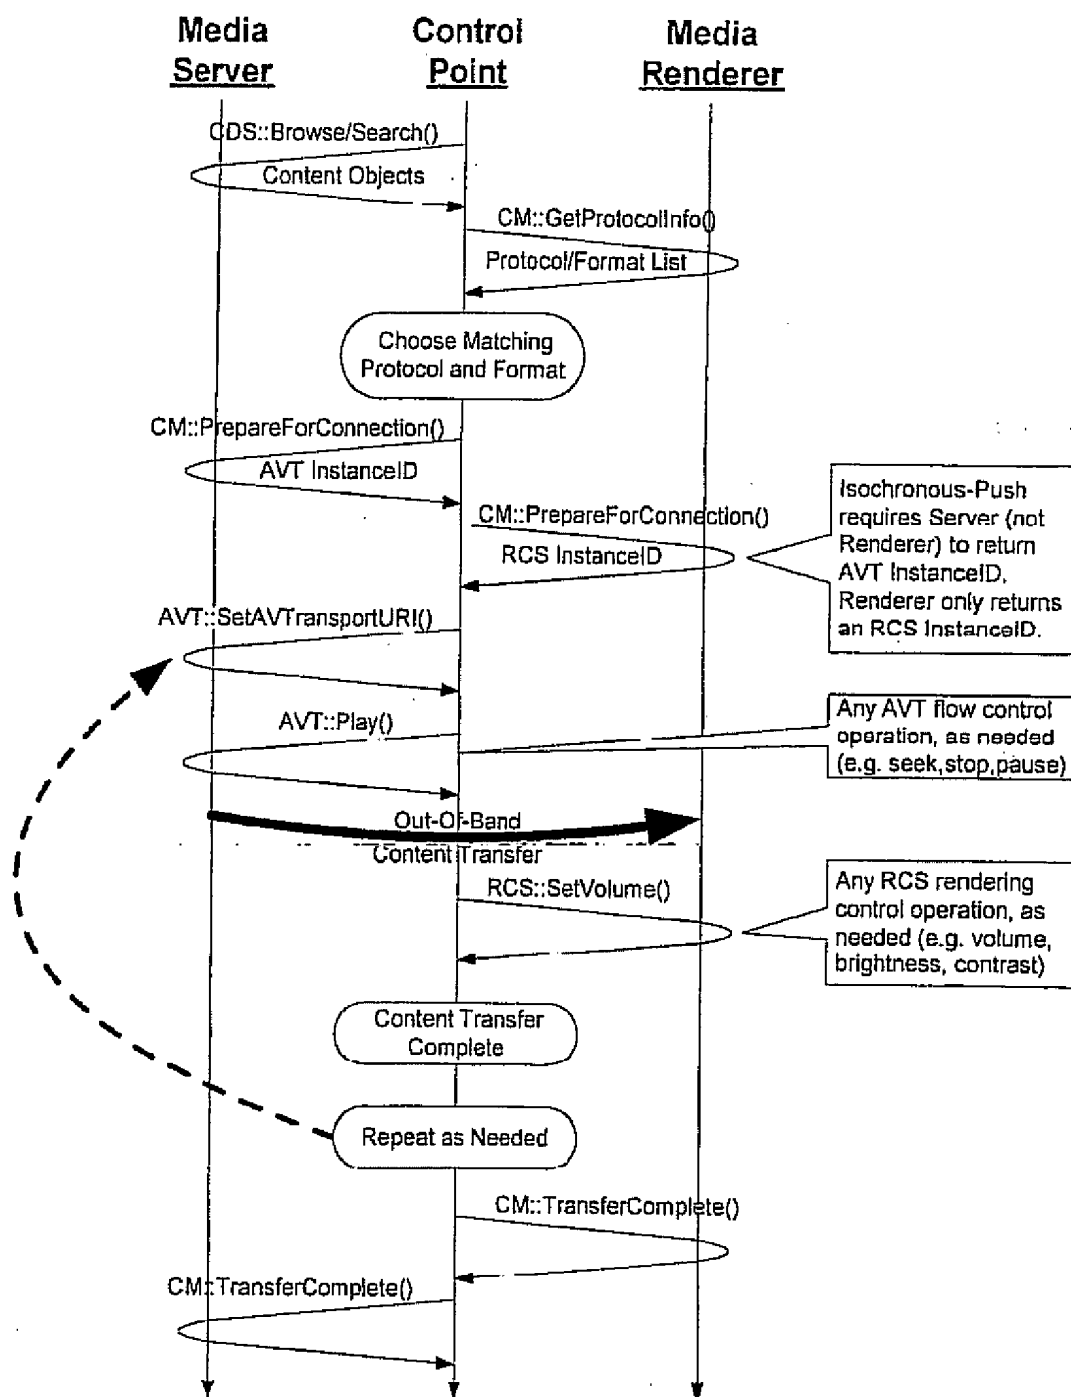 Media
Server
Control
Point
Media
Renderer
CDS::Browse/Search()
Content Objects
CM::GetProtocolInfo()
Protocol/Format List
Choose Matching
Protocol and Format
CM::PrepareForConnection()
AVT InstanceID
CM::PrepareForConnection()
RCS InstanceID
Isochronous-Push
requires Server (not
Renderer) to return
AVT InstanceID.
Renderer only returns
an RCS InstanceID.
AVT::SetAVTransportURI()
AVT::Play()
Any AVT flow control
operation, as needed
(e.g. seek,stop,pause)
Out-Of-Band
Content Transfer
RCS::SetVolume()
Any RCS rendering
control operation, as
needed (e.g. volume,
brightness, contrast)
Content Transfer
Complete
Repeat as Needed
CM::TransferComplete()
CM::TransferComplete()